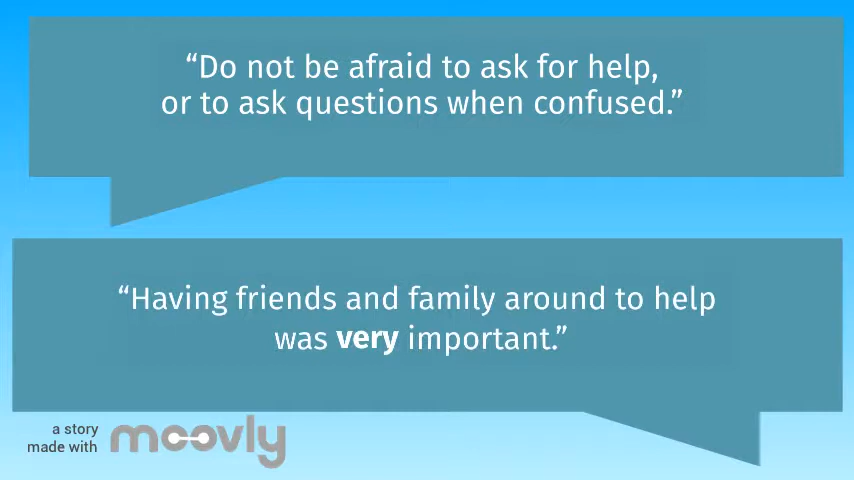 “Do not be afraid to ask for help,
or to ask questions when confused.”
“Having friends and family around to help
was very important.”
a story
made with
moovly